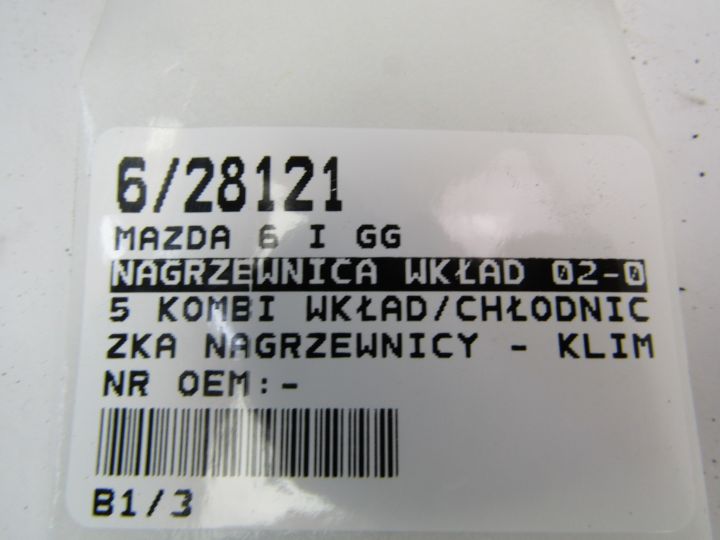 6/28121
MAZDA 6 I GG
NAGRZEWNICA WKŁAD 02-0
5 KOMBI WKŁAD/CHŁODNIC
ZKA NAGRZEWNICY - KLIM
NR OEM:-
B1/3